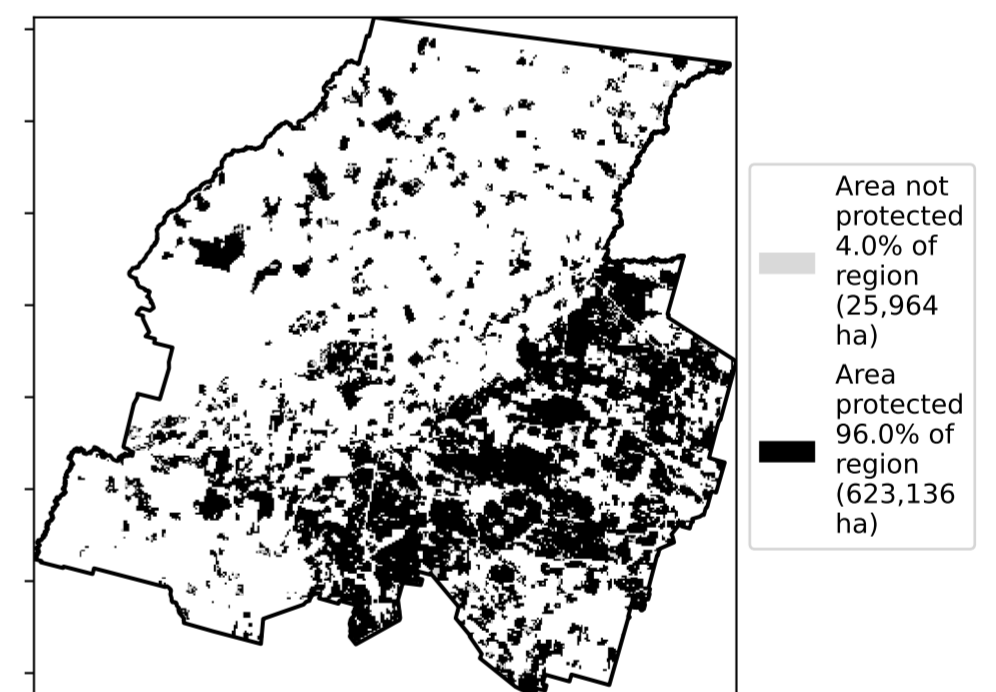 Area not
protected
4.0% of
region
(25,964
ha)
Area
protected
96.0% of
region
(623,136
ha)